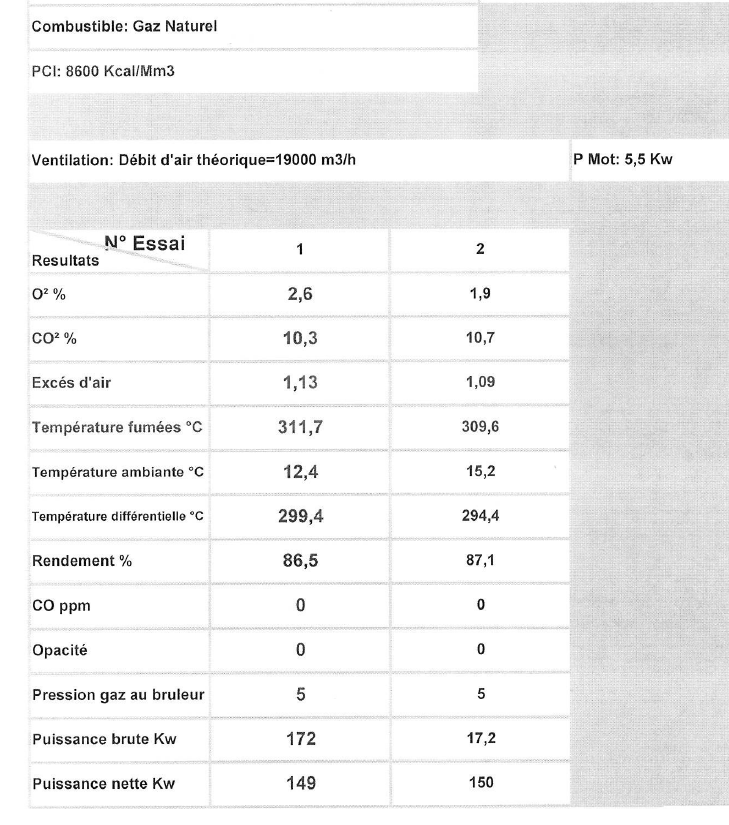 Combustible: Gaz Naturel
PCI: 8600 Kcal/Mm3
Ventilation: Débit d'air théorique=19000 m3/h P Mot: 5,5 Kw
N° Essai 1 2
Resultats
O² % 2,6 1,9
CO² % 10,3 10,7
Excés d'air 1,13 1,09
Température fumées °C 311,7 309,6
Température ambiante °C 12,4 15,2
Température différentielle °C 299,4 294,4
Rendement % 86,5 87,1
CO ppm 0 0
Opacité 0 0
Pression gaz au bruleur 5 5
Puissance brute Kw 172 17,2
Puissance nette Kw 149 150